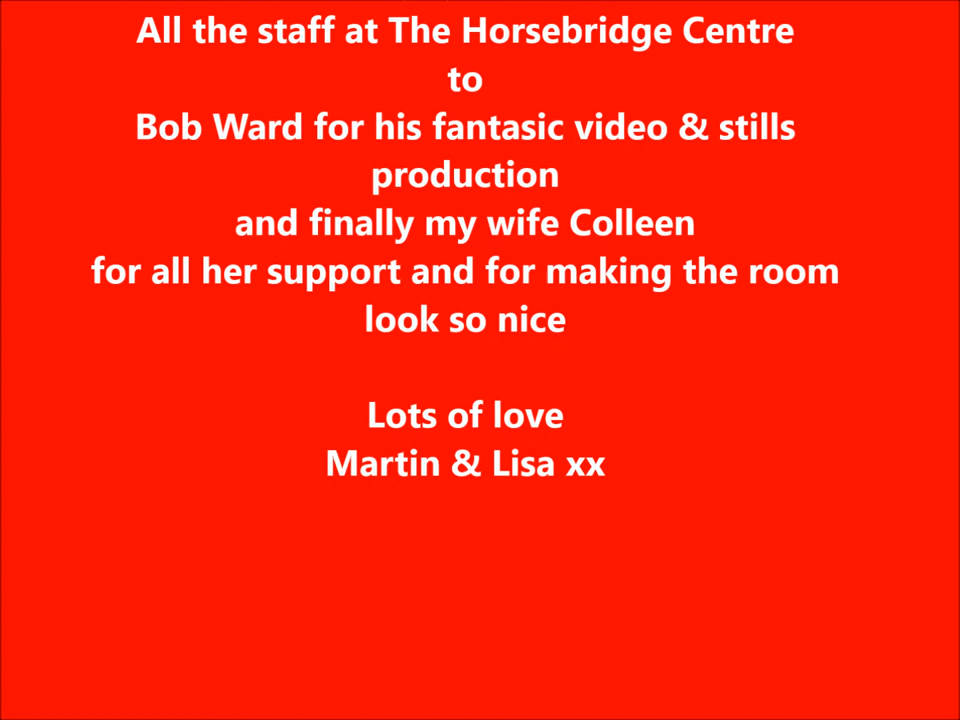 All the staff at The Horsebridge Centre
to
Bob Ward for his fantasic video & stills
production
and finally my wife Colleen
for all her support and for making the room
look so nice
Lots of love
Martin & Lisa xx